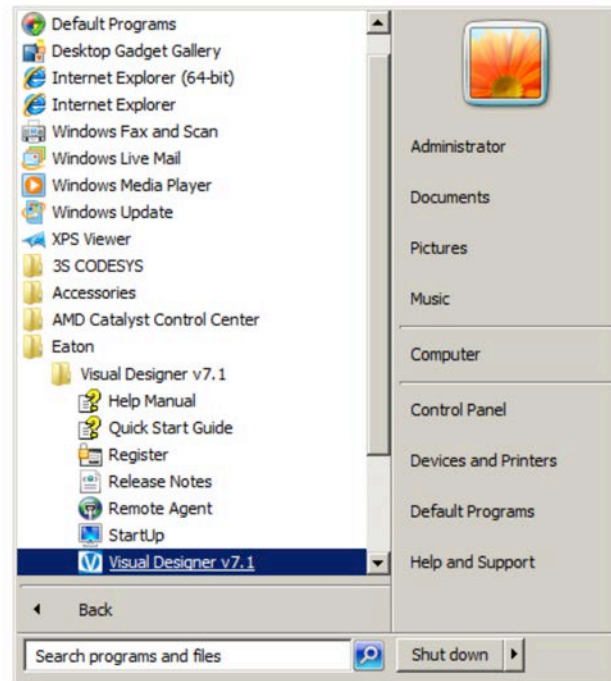 Default Programs
Desktop Gadget Gallery
Internet Explorer (64-bit)
Internet Explorer
Windows Fax and Scan
Windows Live Mail
Windows Media Player
Windows Update
XPS Viewer
3S CODESYS
Accessories
AMD Catalyst Control Center
Eaton
Visual Designer v7.1
Help Manual
Quick Start Guide
Register
Release Notes
Remote Agent
StartUp
Visual Designer v7.1
Back
Search programs and files
Administrator
Documents
Pictures
Music
Computer
Control Panel
Devices and Printers
Default Programs
Help and Support
Shut down